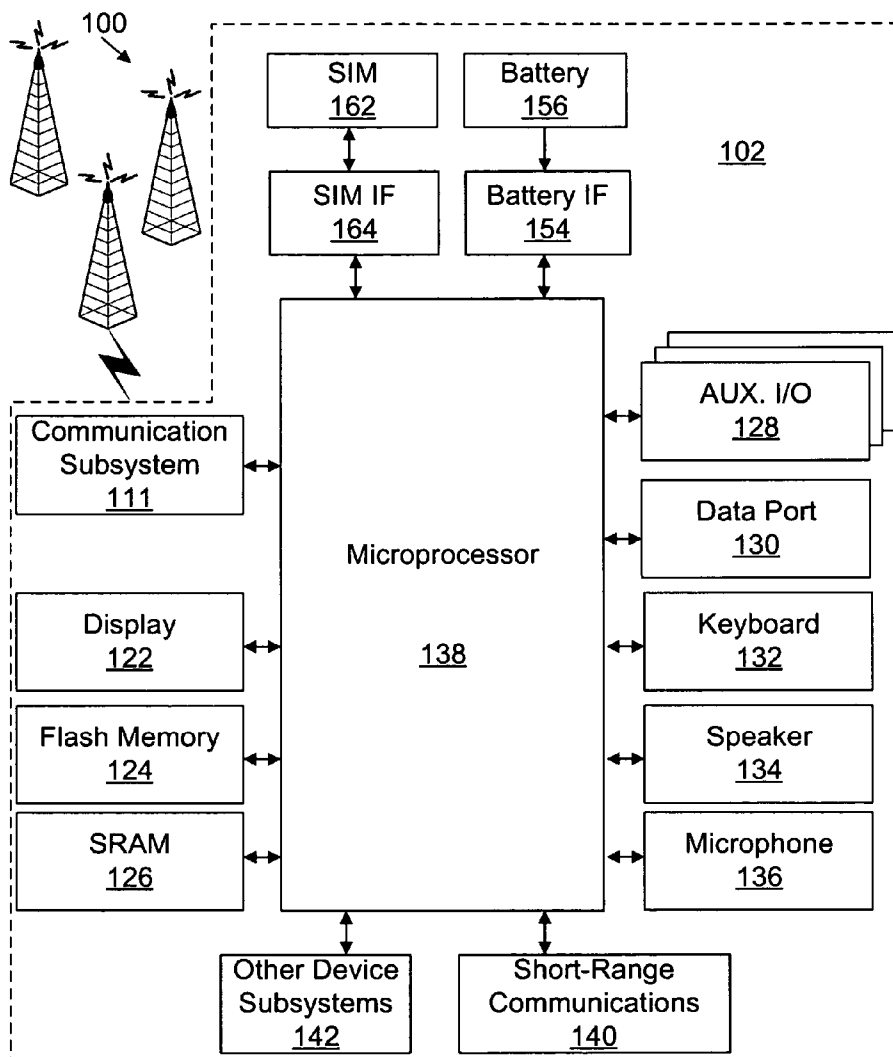 100
SIM
162
Battery
156
102
SIM IF
164
Battery IF
154
AUX. I/O
128
Communication
Subsystem
111
Data Port
130
Microprocessor
138
Display
122
Keyboard
132
Flash Memory
124
Speaker
134
SRAM
126
Microphone
136
Other Device
Subsystems
142
Short-Range
Communications
140